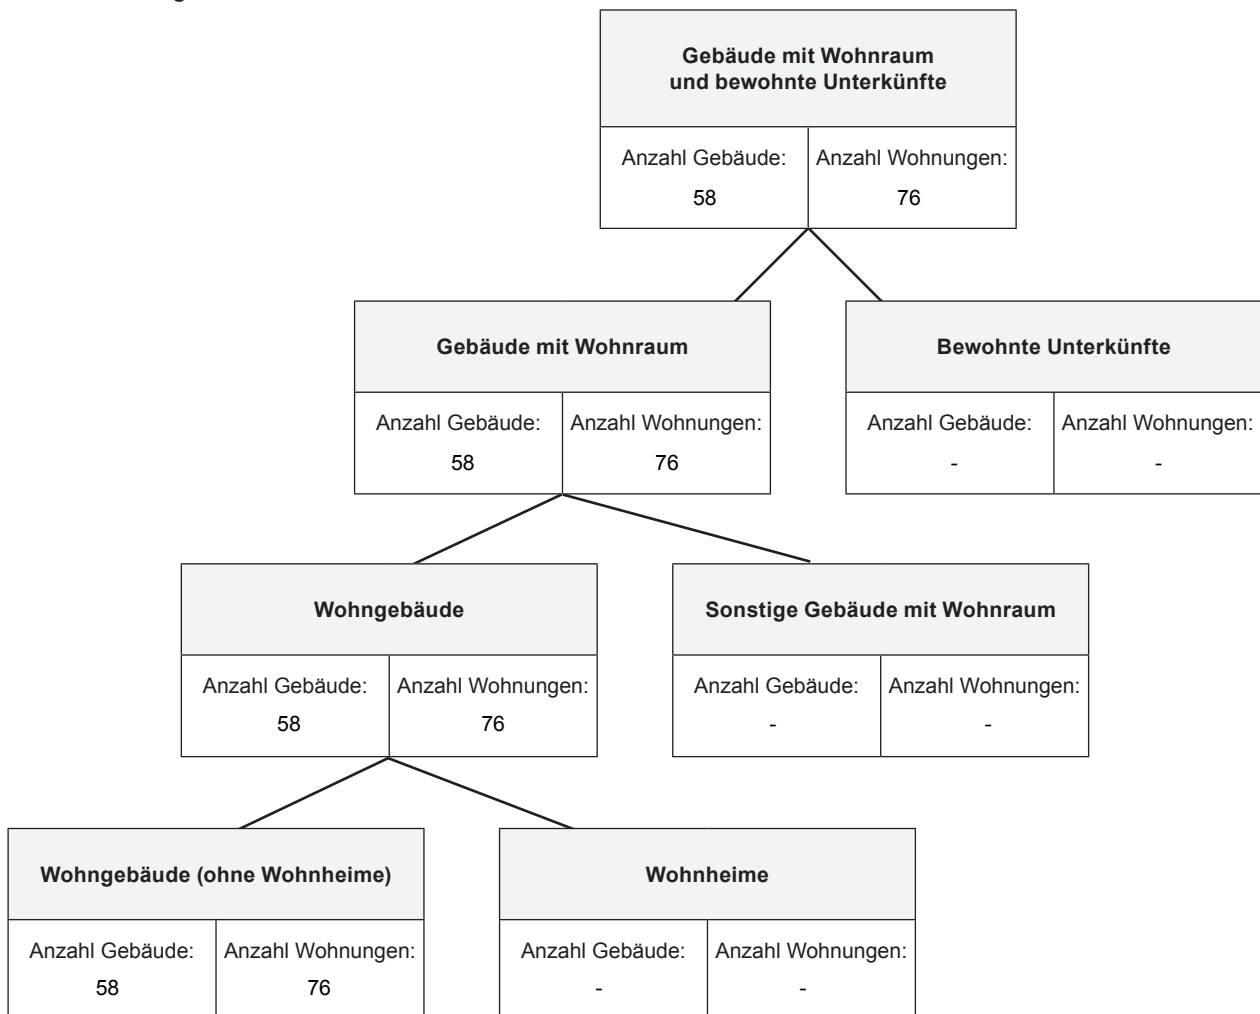 Gebäude mit Wohnraum
und bewohnte Unterkünfte
Anzahl Gebäude: Anzahl Wohnungen:
58 76
Gebäude mit Wohnraum Bewohnte Unterkünfte
Anzahl Gebäude: Anzahl Wohnungen: Anzahl Gebäude: Anzahl Wohnungen:
58 76 - -
Wohngebäude Sonstige Gebäude mit Wohnraum
Anzahl Gebäude: Anzahl Wohnungen: Anzahl Gebäude: Anzahl Wohnungen:
58 76 - -
Wohngebäude (ohne Wohnheime) Wohnheime
Anzahl Gebäude: Anzahl Wohnungen: Anzahl Gebäude: Anzahl Wohnungen:
58 76 - -